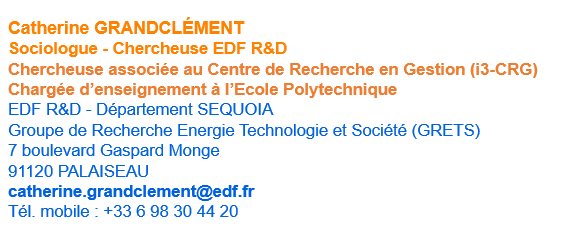 Catherine GRANDCLÉMENT
Sociologue - Chercheuse EDF R&D
Chercheuse associée au Centre de Recherche en Gestion (i3-CRG)
Chargée d’enseignement à l’Ecole Polytechnique
EDF R&D - Département SEQUOIA
Groupe de Recherche Energie Technologie et Société (GRETS)
7 boulevard Gaspard Monge
91120 PALAISEAU
catherine.grandclement@edf.fr
Tél. mobile : +33 6 98 30 44 20